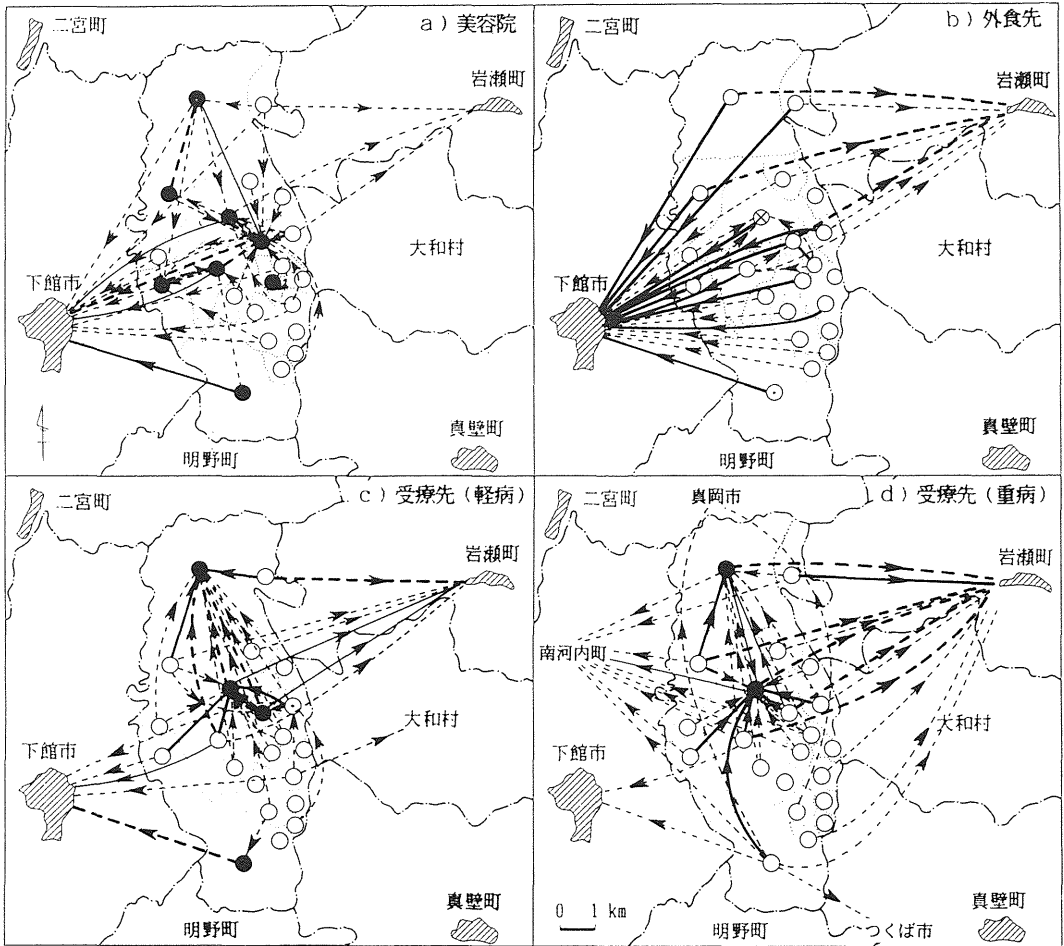 二宮町
a) 美容院
岩瀬町
大和村
下館市
真壁町
明野町
二宮町
b) 外食先
岩瀬町
大和村
下館市
真壁町
明野町
二宮町
c) 受療先(軽病)
岩瀬町
大和村
下館市
真壁町
明野町
真岡市
d) 受療先(重病)
岩瀬町
南河内町
大和村
下館市
0 1 km
真壁町
明野町
つくば市